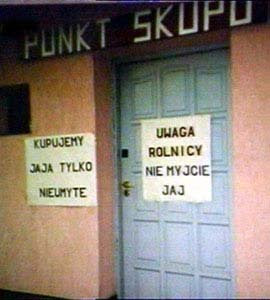 PUNKT SKUPU
KUPUJEMY
JAJA TYLKO
NIEUMYTE
UWAGA
ROLNICY
NIE MYJCIE
JAJ